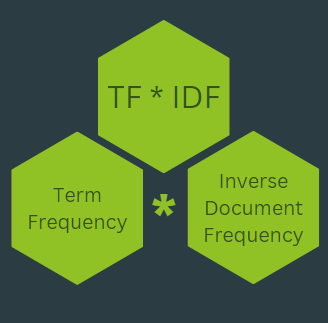 TF * IDF
Term
Frequency
*
Inverse
Document
Frequency